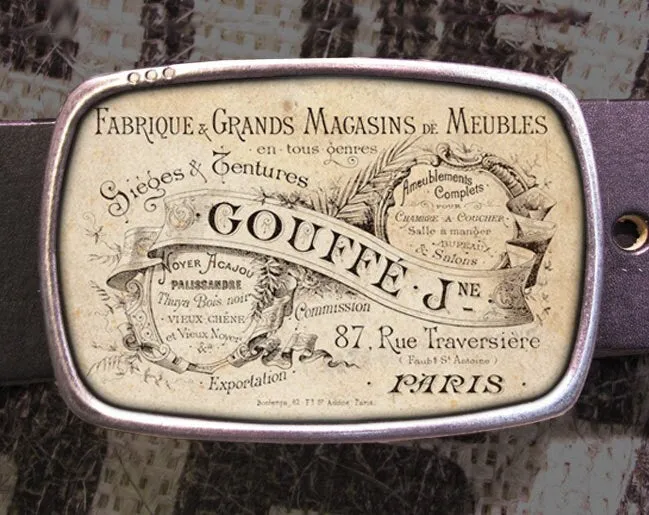 FABRIQUE & GRANDS MAGASINS DE MEUBLES
en tous genres
Sièges & Tentures
Ameublements
Complets
POUR
CHAMBRE A COUCHER
Salle à manger
BUREAU
& Salons
GOUFFÉ JNE
NOYER ACAJOU
PALISSANDRE
Thuya Bois noir
VIEUX CHÊNE
et Vieux Noyer
&c
Commission
Exportation
87, Rue Traversière
(Faubg St Antoine)
PARIS
Paris